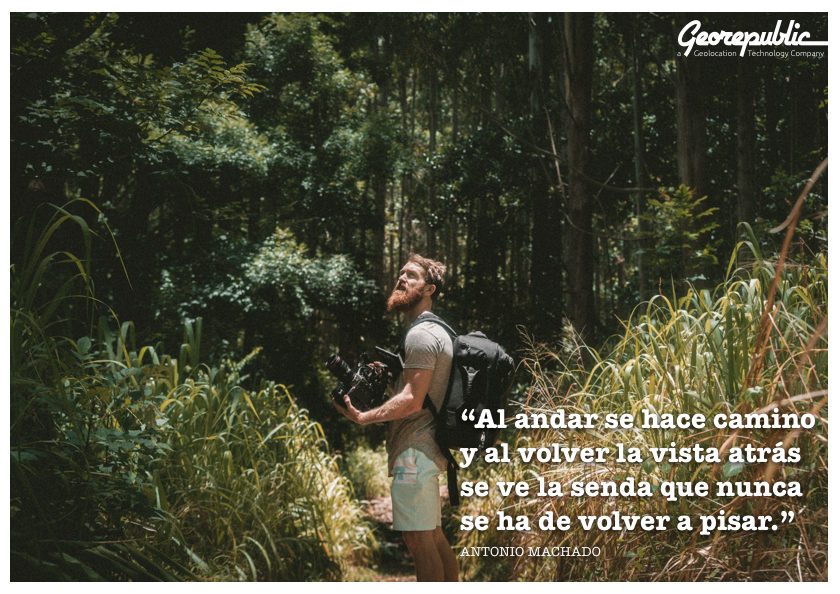 Georepublic
a Geolocation Technology Company
“Al andar se hace camino
y al volver la vista atrás
se ve la senda que nunca
se ha de volver a pisar.”
ANTONIO MACHADO